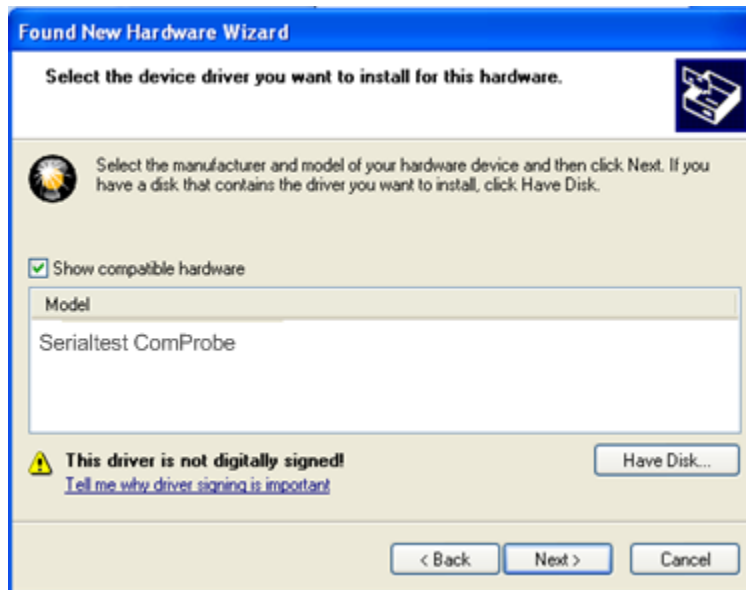 Found New Hardware Wizard
Select the device driver you want to install for this hardware.
Select the manufacturer and model of your hardware device and then click Next. If you
have a disk that contains the driver you want to install, click Have Disk.
Show compatible hardware
Model
Serialtest ComProbe
This driver is not digitally signed!
Tell me why driver signing is important
Have Disk...
< Back
Next >
Cancel